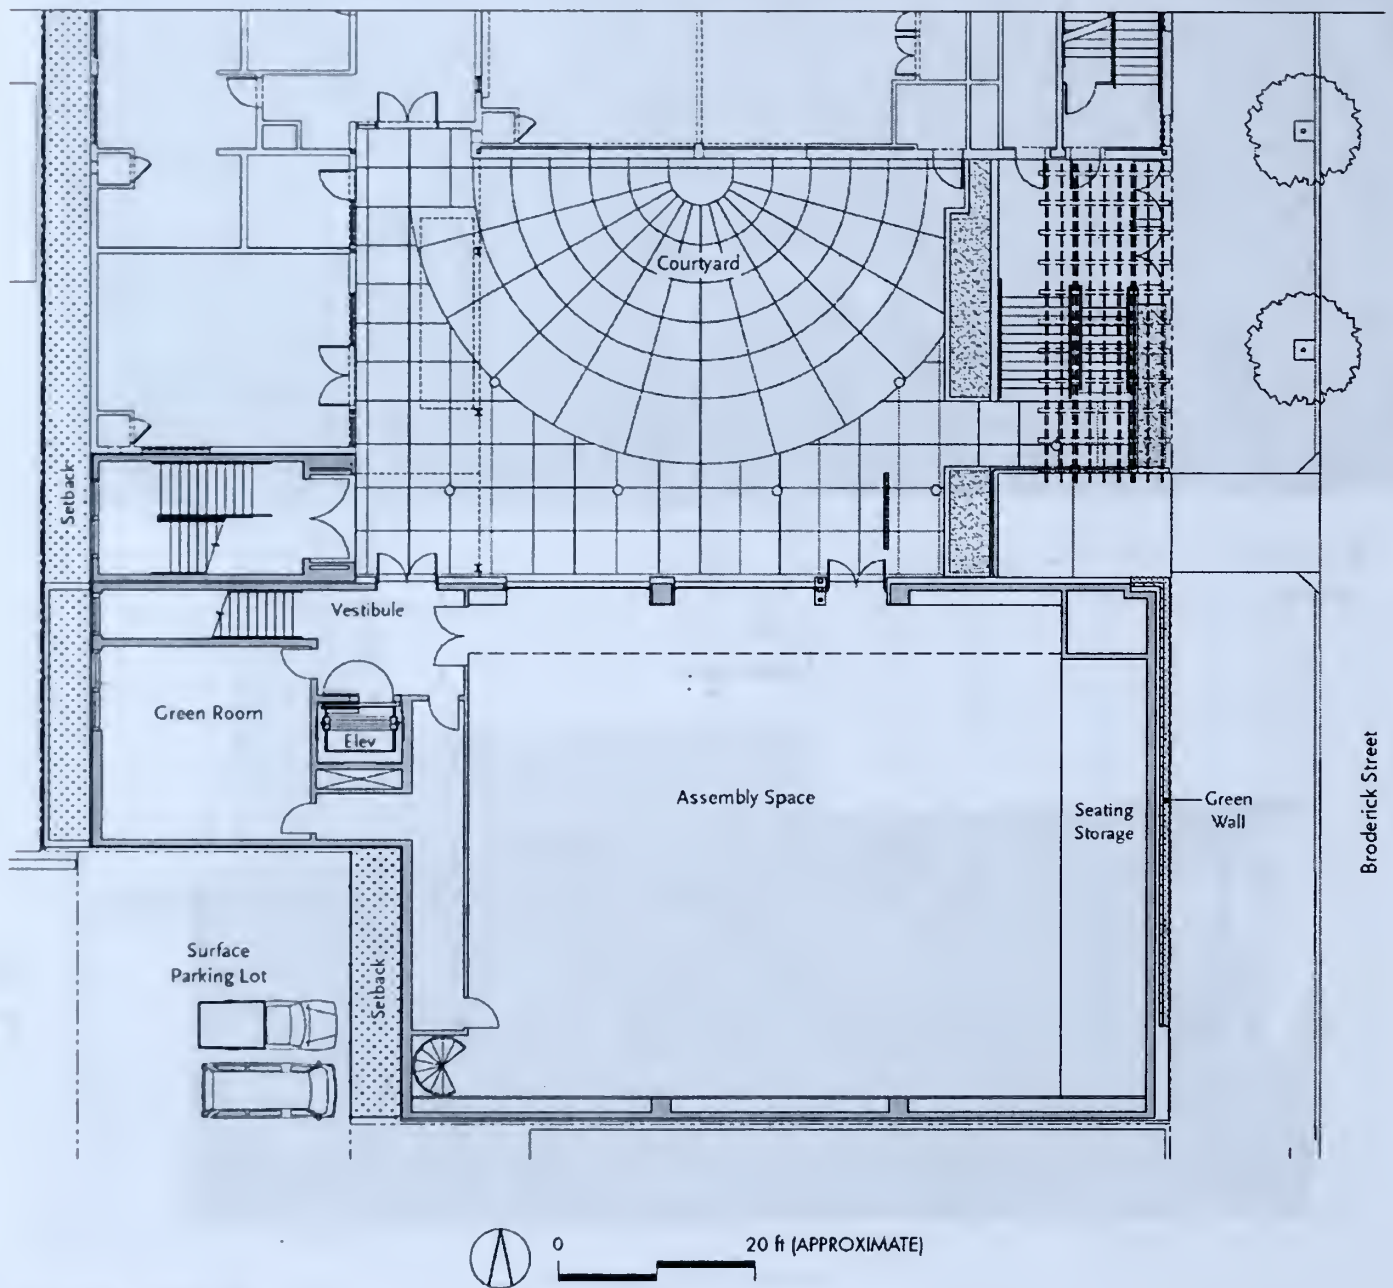 Courtyard
Setback
Vestibule
Green Room
Elev
Assembly Space
Seating
Storage
Green
Wall
Broderick Street
Surface
Parking Lot
Setback
0 20 ft (APPROXIMATE)